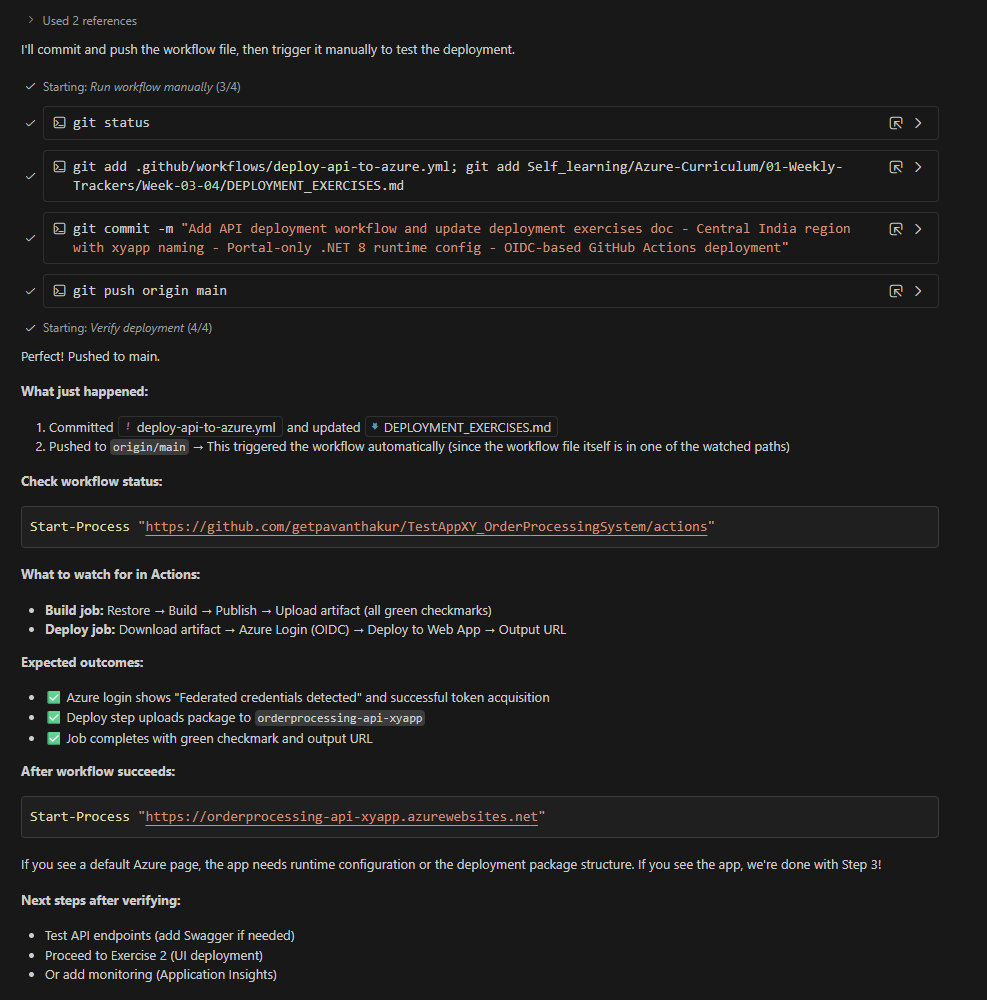 Used 2 references
I'll commit and push the workflow file, then trigger it manually to test the deployment.
Starting: Run workflow manually (3/4)
git status
git add .github/workflows/deploy-api-to-azure.yml; git add Self_learning/Azure-Curriculum/01-Weekly-
Trackers/Week-03-04/DEPLOYMENT_EXERCISES.md
git commit -m "Add API deployment workflow and update deployment exercises doc - Central India region
with xyapp naming - Portal-only .NET 8 runtime config - OIDC-based GitHub Actions deployment"
git push origin main
Starting: Verify deployment (4/4)
Perfect! Pushed to main.
What just happened:
1. Committed ! deploy-api-to-azure.yml and updated DEPLOYMENT_EXERCISES.md
2. Pushed to origin/main → This triggered the workflow automatically (since the workflow file itself is in one of the watched paths)
Check workflow status:
Start-Process "https://github.com/getpavanthakur/TestAppXY_OrderProcessingSystem/actions"
What to watch for in Actions:
• Build job: Restore → Build → Publish → Upload artifact (all green checkmarks)
• Deploy job: Download artifact → Azure Login (OIDC) → Deploy to Web App → Output URL
Expected outcomes:
• ✅ Azure login shows "Federated credentials detected" and successful token acquisition
• ✅ Deploy step uploads package to orderprocessing-api-xyapp
• ✅ Job completes with green checkmark and output URL
After workflow succeeds:
Start-Process "https://orderprocessing-api-xyapp.azurewebsites.net"
If you see a default Azure page, the app needs runtime configuration or the deployment package structure. If you see the app, we're done with Step 3!
Next steps after verifying:
• Test API endpoints (add Swagger if needed)
• Proceed to Exercise 2 (UI deployment)
• Or add monitoring (Application Insights)